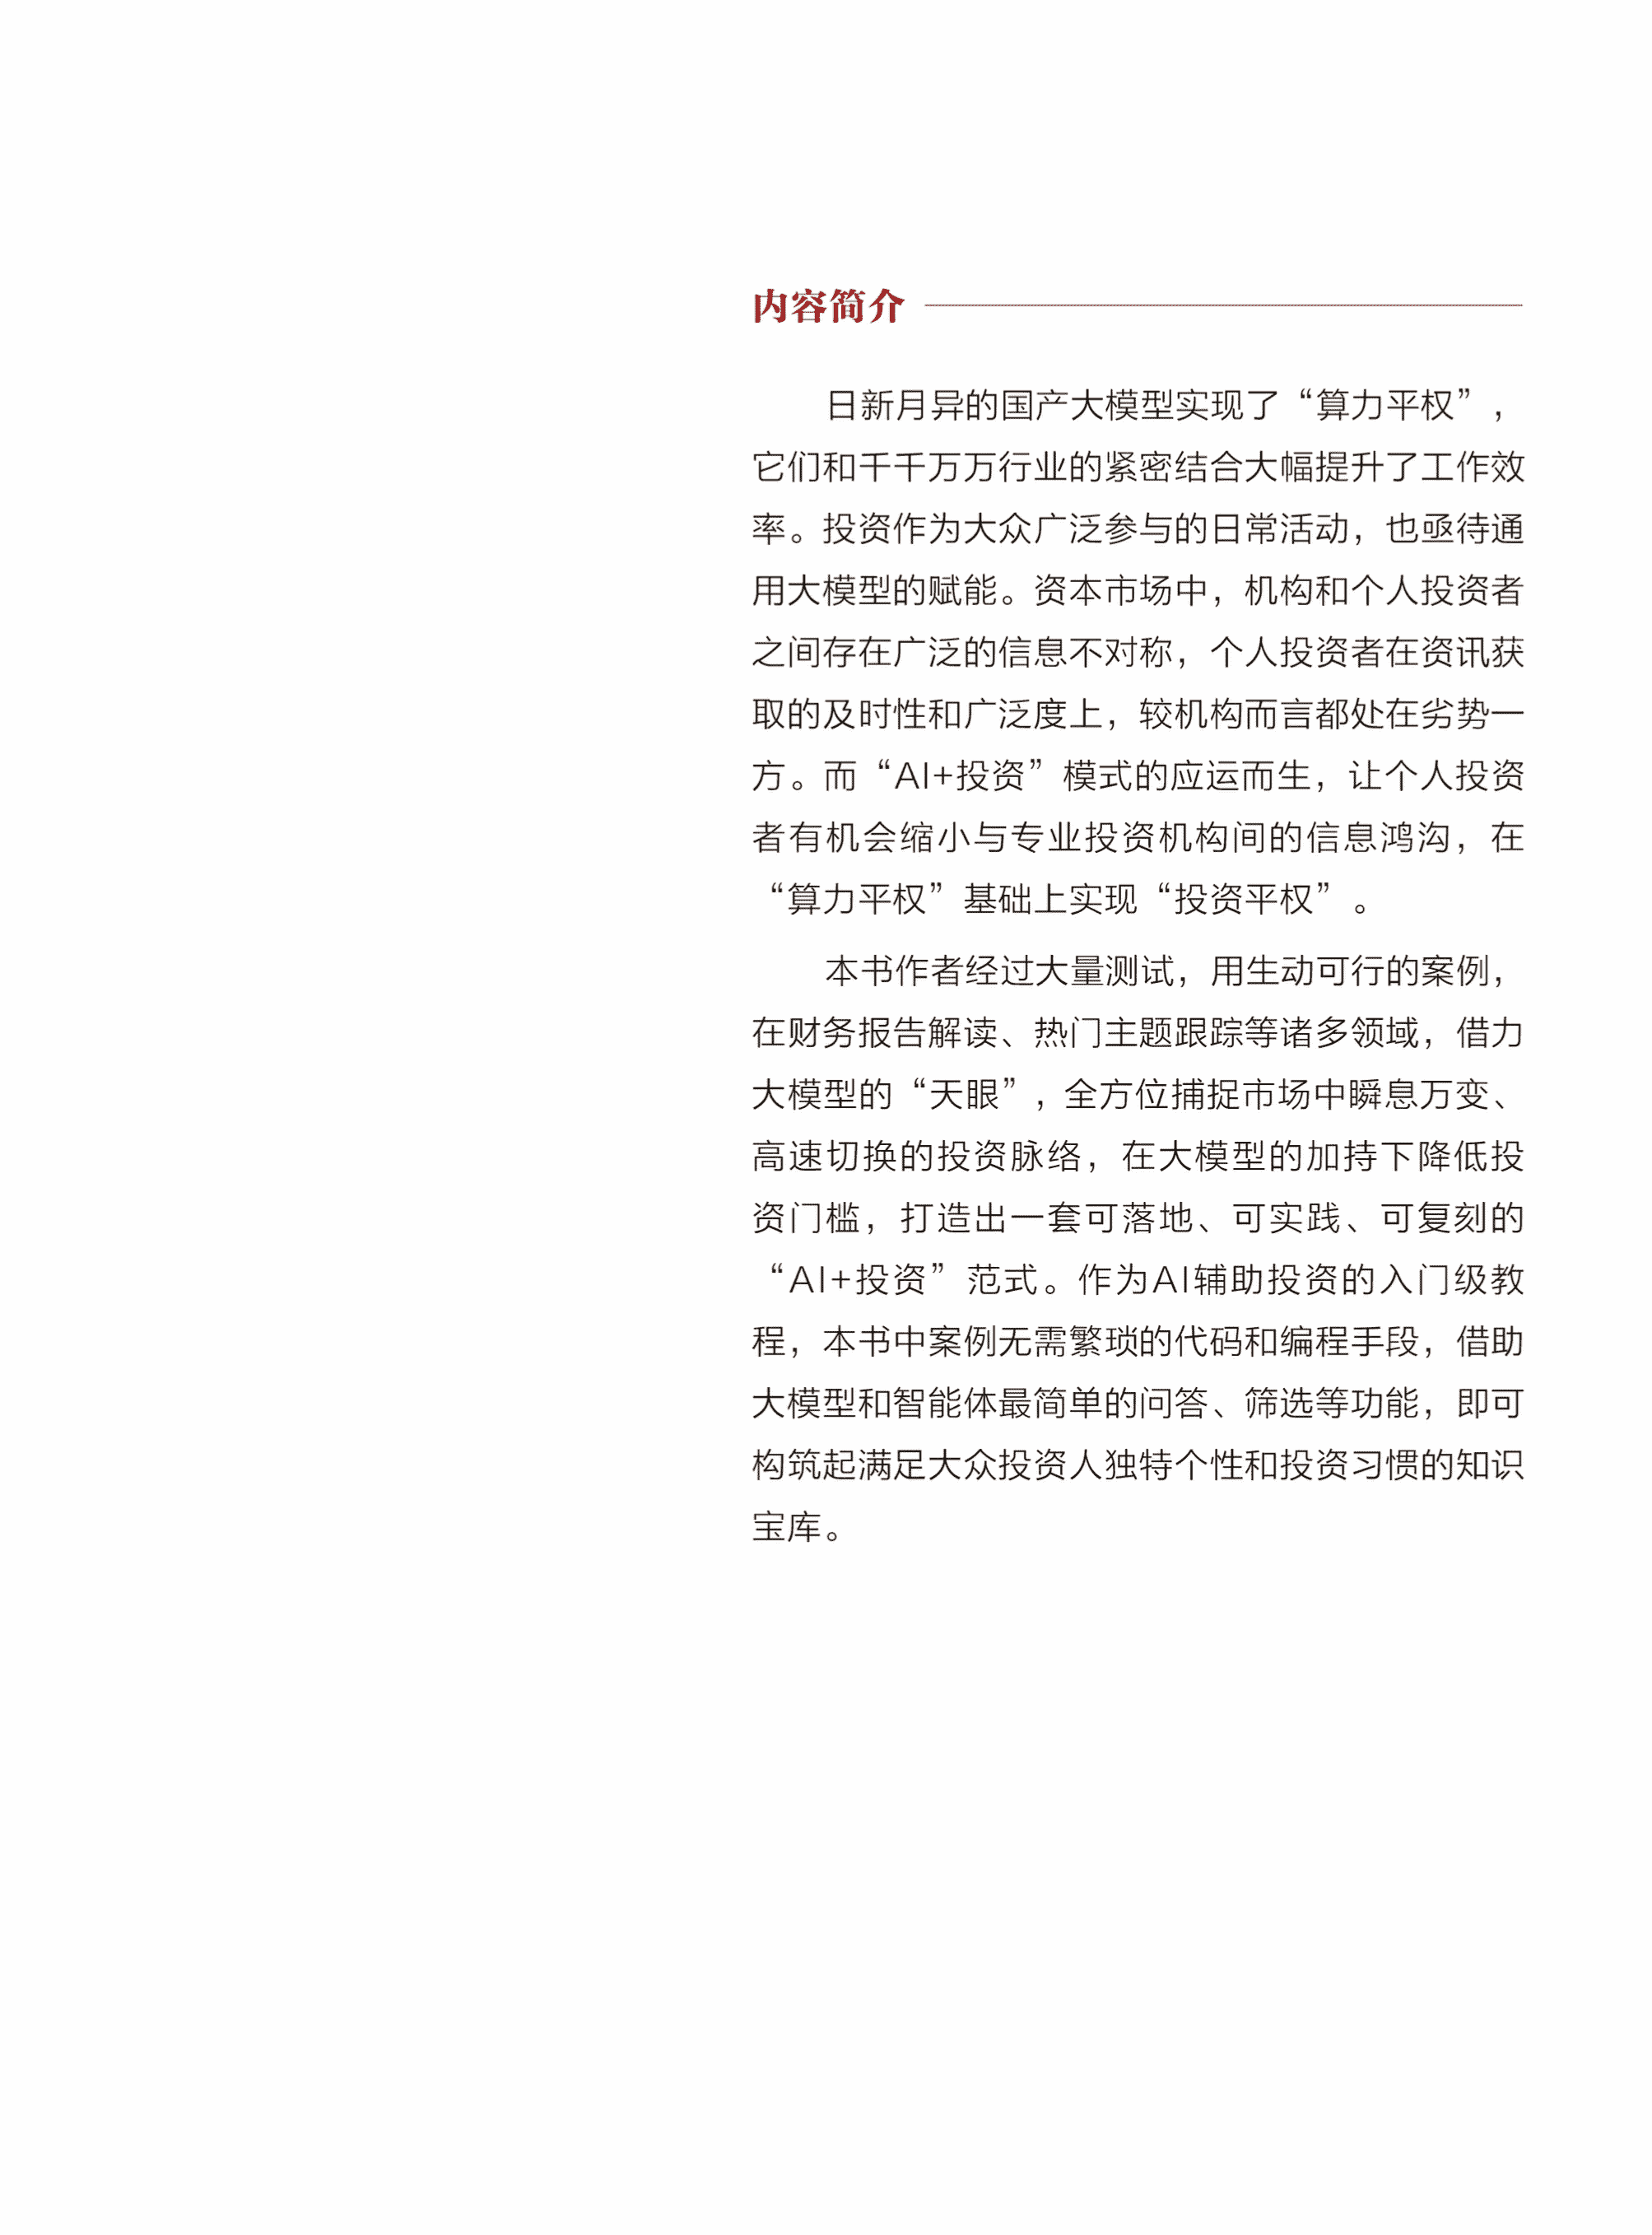 内容简介
日新月异的国产大模型实现了“算力平权”，
它们和千千万万行业的紧密结合大幅提升了工作效
率。投资作为大众广泛参与的日常活动，也亟待通
用大模型的赋能。资本市场中，机构和个人投资者
之间存在广泛的信息不对称，个人投资者在资讯获
取的及时性和广泛度上，较机构而言都处在劣势一
方。而“AI+投资”模式的应运而生，让个人投资
者有机会缩小与专业投资机构间的信息鸿沟，在
“算力平权”基础上实现“投资平权”。
本书作者经过大量测试，用生动可行的案例，
在财务报告解读、热门主题跟踪等诸多领域，借力
大模型的“天眼”，全方位捕捉市场中瞬息万变、
高速切换的投资脉络，在大模型的加持下降低投
资门槛，打造出一套可落地、可实践、可复刻的
“AI+投资”范式。作为AI辅助投资的入门级教
程，本书中案例无需繁琐的代码和编程手段，借助
大模型和智能体最简单的问答、筛选等功能，即可
构筑起满足大众投资人独特个性和投资习惯的知识
宝库。